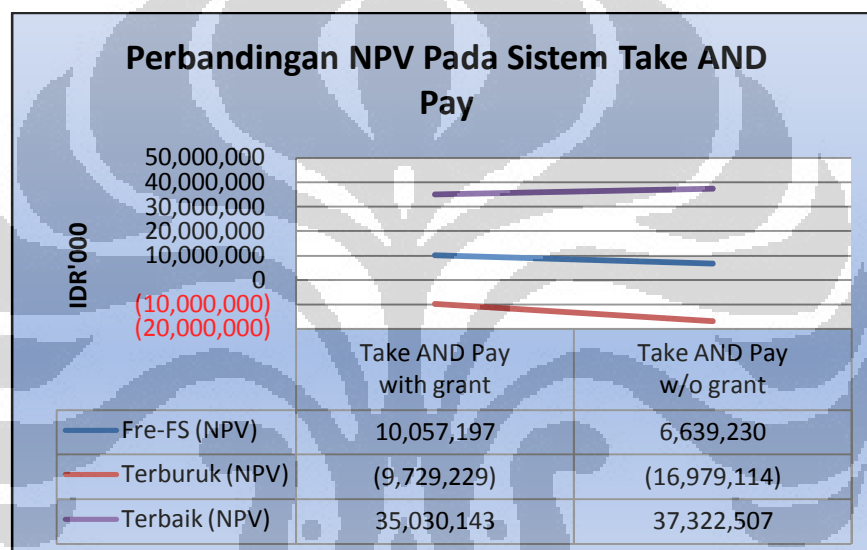 Perbandingan NPV Pada Sistem Take AND
Pay
50,000,000
40,000,000
30,000,000
20,000,000
10,000,000
0
(10,000,000)
(20,000,000)
IDR'000
Take AND Pay with grant
Take AND Pay w/o grant
Fre-FS (NPV) 10,057,197 6,639,230
Terburuk (NPV) (9,729,229) (16,979,114)
Terbaik (NPV) 35,030,143 37,322,507